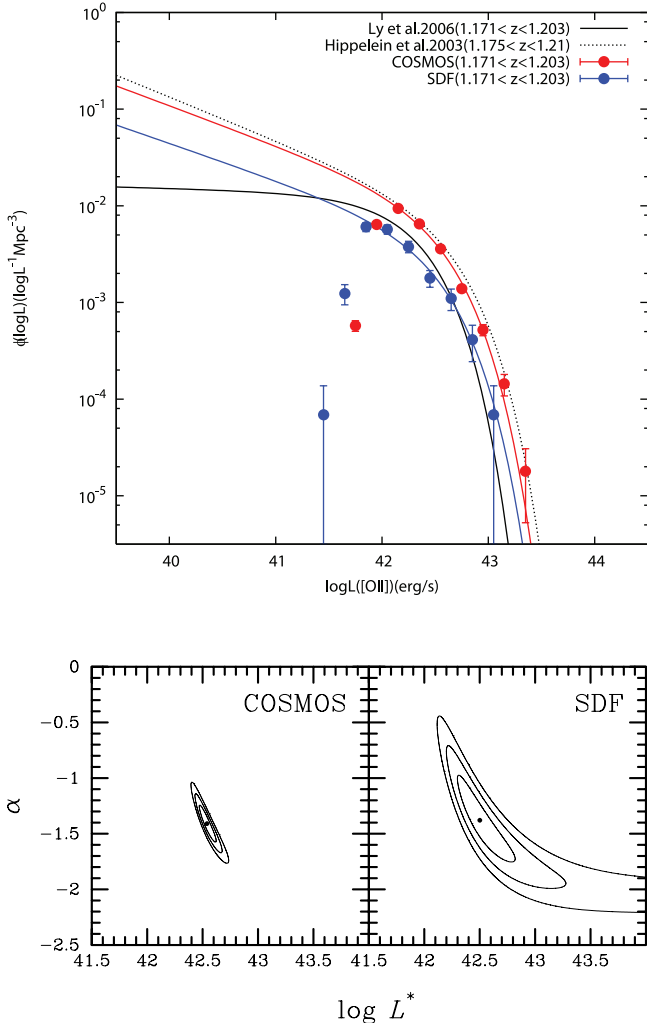 Ly et al.2006(1.171< z<1.203)
Hippelein et al.2003(1.175< z<1.21)
COSMOS(1.171< z<1.203)
SDF(1.171< z<1.203)
10^0
10^-1
10^-2
10^-3
10^-4
10^-5
ϕ(logL)(logL^-1Mpc^-3)
40 41 42 43 44
logL([OII])(erg/s)
COSMOS SDF
0
−0.5
−1
−1.5
−2
−2.5
α
41.5 42 42.5 43 43.5 41.5 42 42.5 43 43.5
log L*